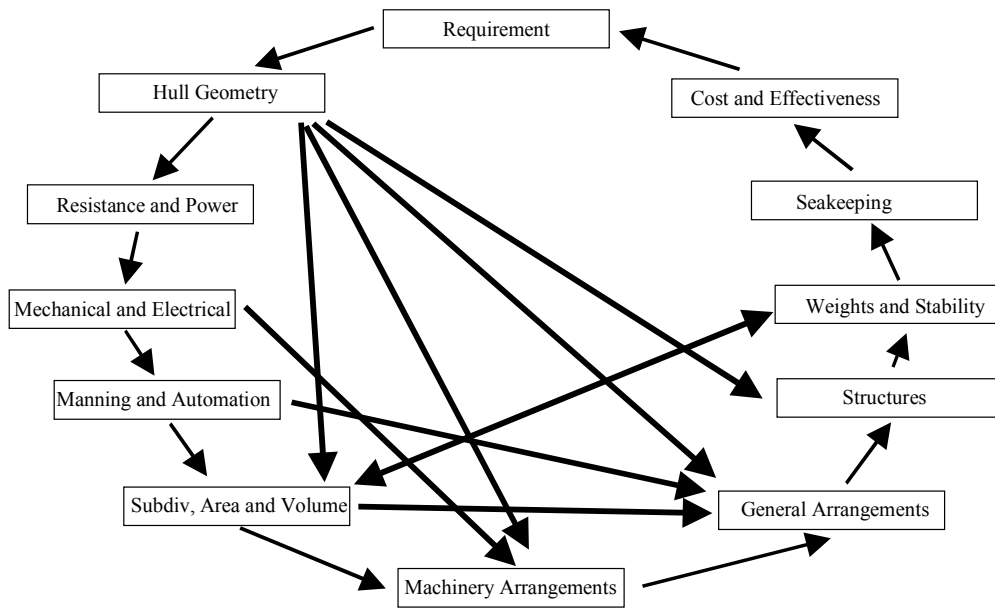 Requirement
Hull Geometry
Cost and Effectiveness
Resistance and Power
Seakeeping
Mechanical and Electrical
Weights and Stability
Manning and Automation
Structures
Subdiv, Area and Volume
General Arrangements
Machinery Arrangements